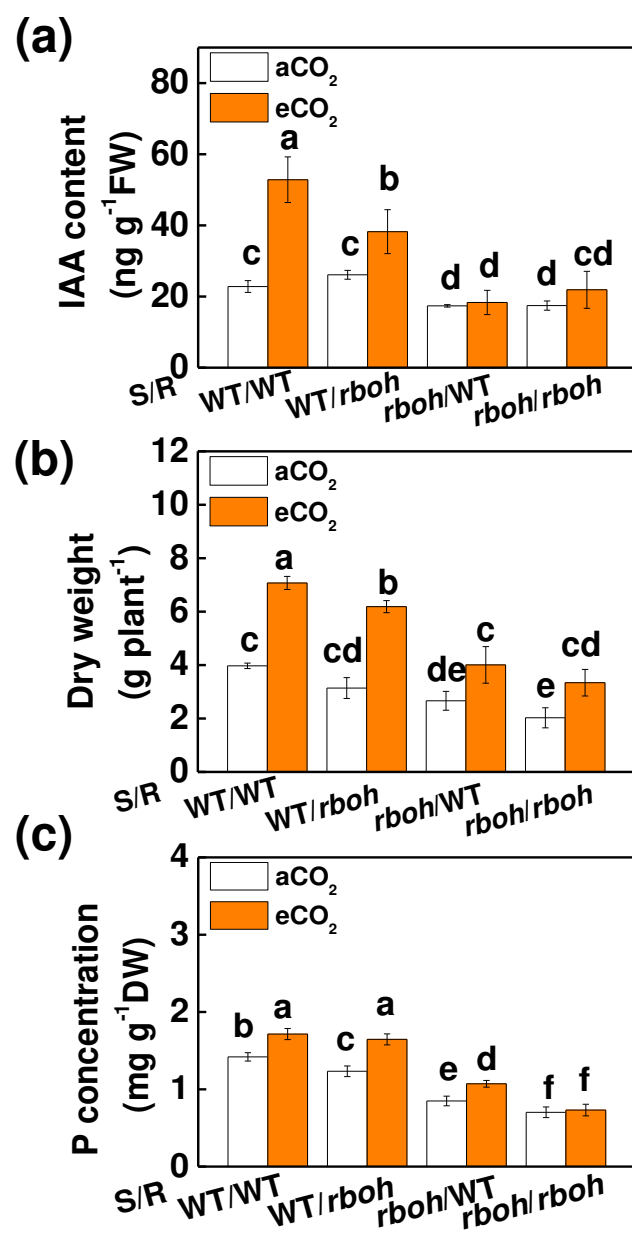 (a)
IAA content
(ng g⁻¹FW)
80
60
40
20
0
aCO₂
eCO₂
c a c b d d d cd
S/R WT/WT WT/rboh rboh/WT rboh/rboh
(b)
Dry weight
(g plant⁻¹)
12
10
8
6
4
2
0
aCO₂
eCO₂
c a cd b de c e cd
S/R WT/WT WT/rboh rboh/WT rboh/rboh
(c)
P concentration
(mg g⁻¹DW)
4
3
2
1
0
aCO₂
eCO₂
b a c a e d f f
S/R WT/WT WT/rboh rboh/WT rboh/rboh